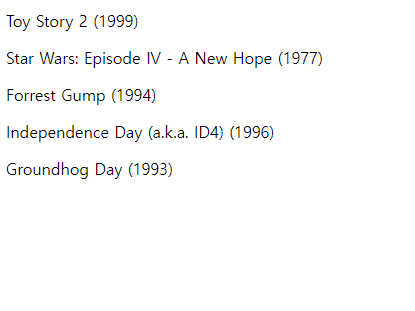 Toy Story 2 (1999)
Star Wars: Episode IV - A New Hope (1977)
Forrest Gump (1994)
Independence Day (a.k.a. ID4) (1996)
Groundhog Day (1993)